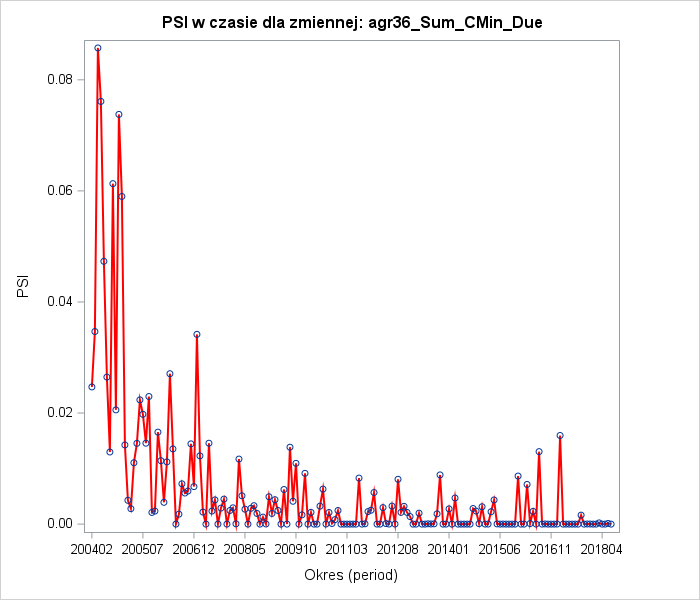 PSI w czasie dla zmiennej: agr36_Sum_CMin_Due
0.08
0.06
PSI
0.04
0.02
0.00
200402 200507 200612 200805 200910 201103 201208 201401 201506 201611 201804
Okres (period)